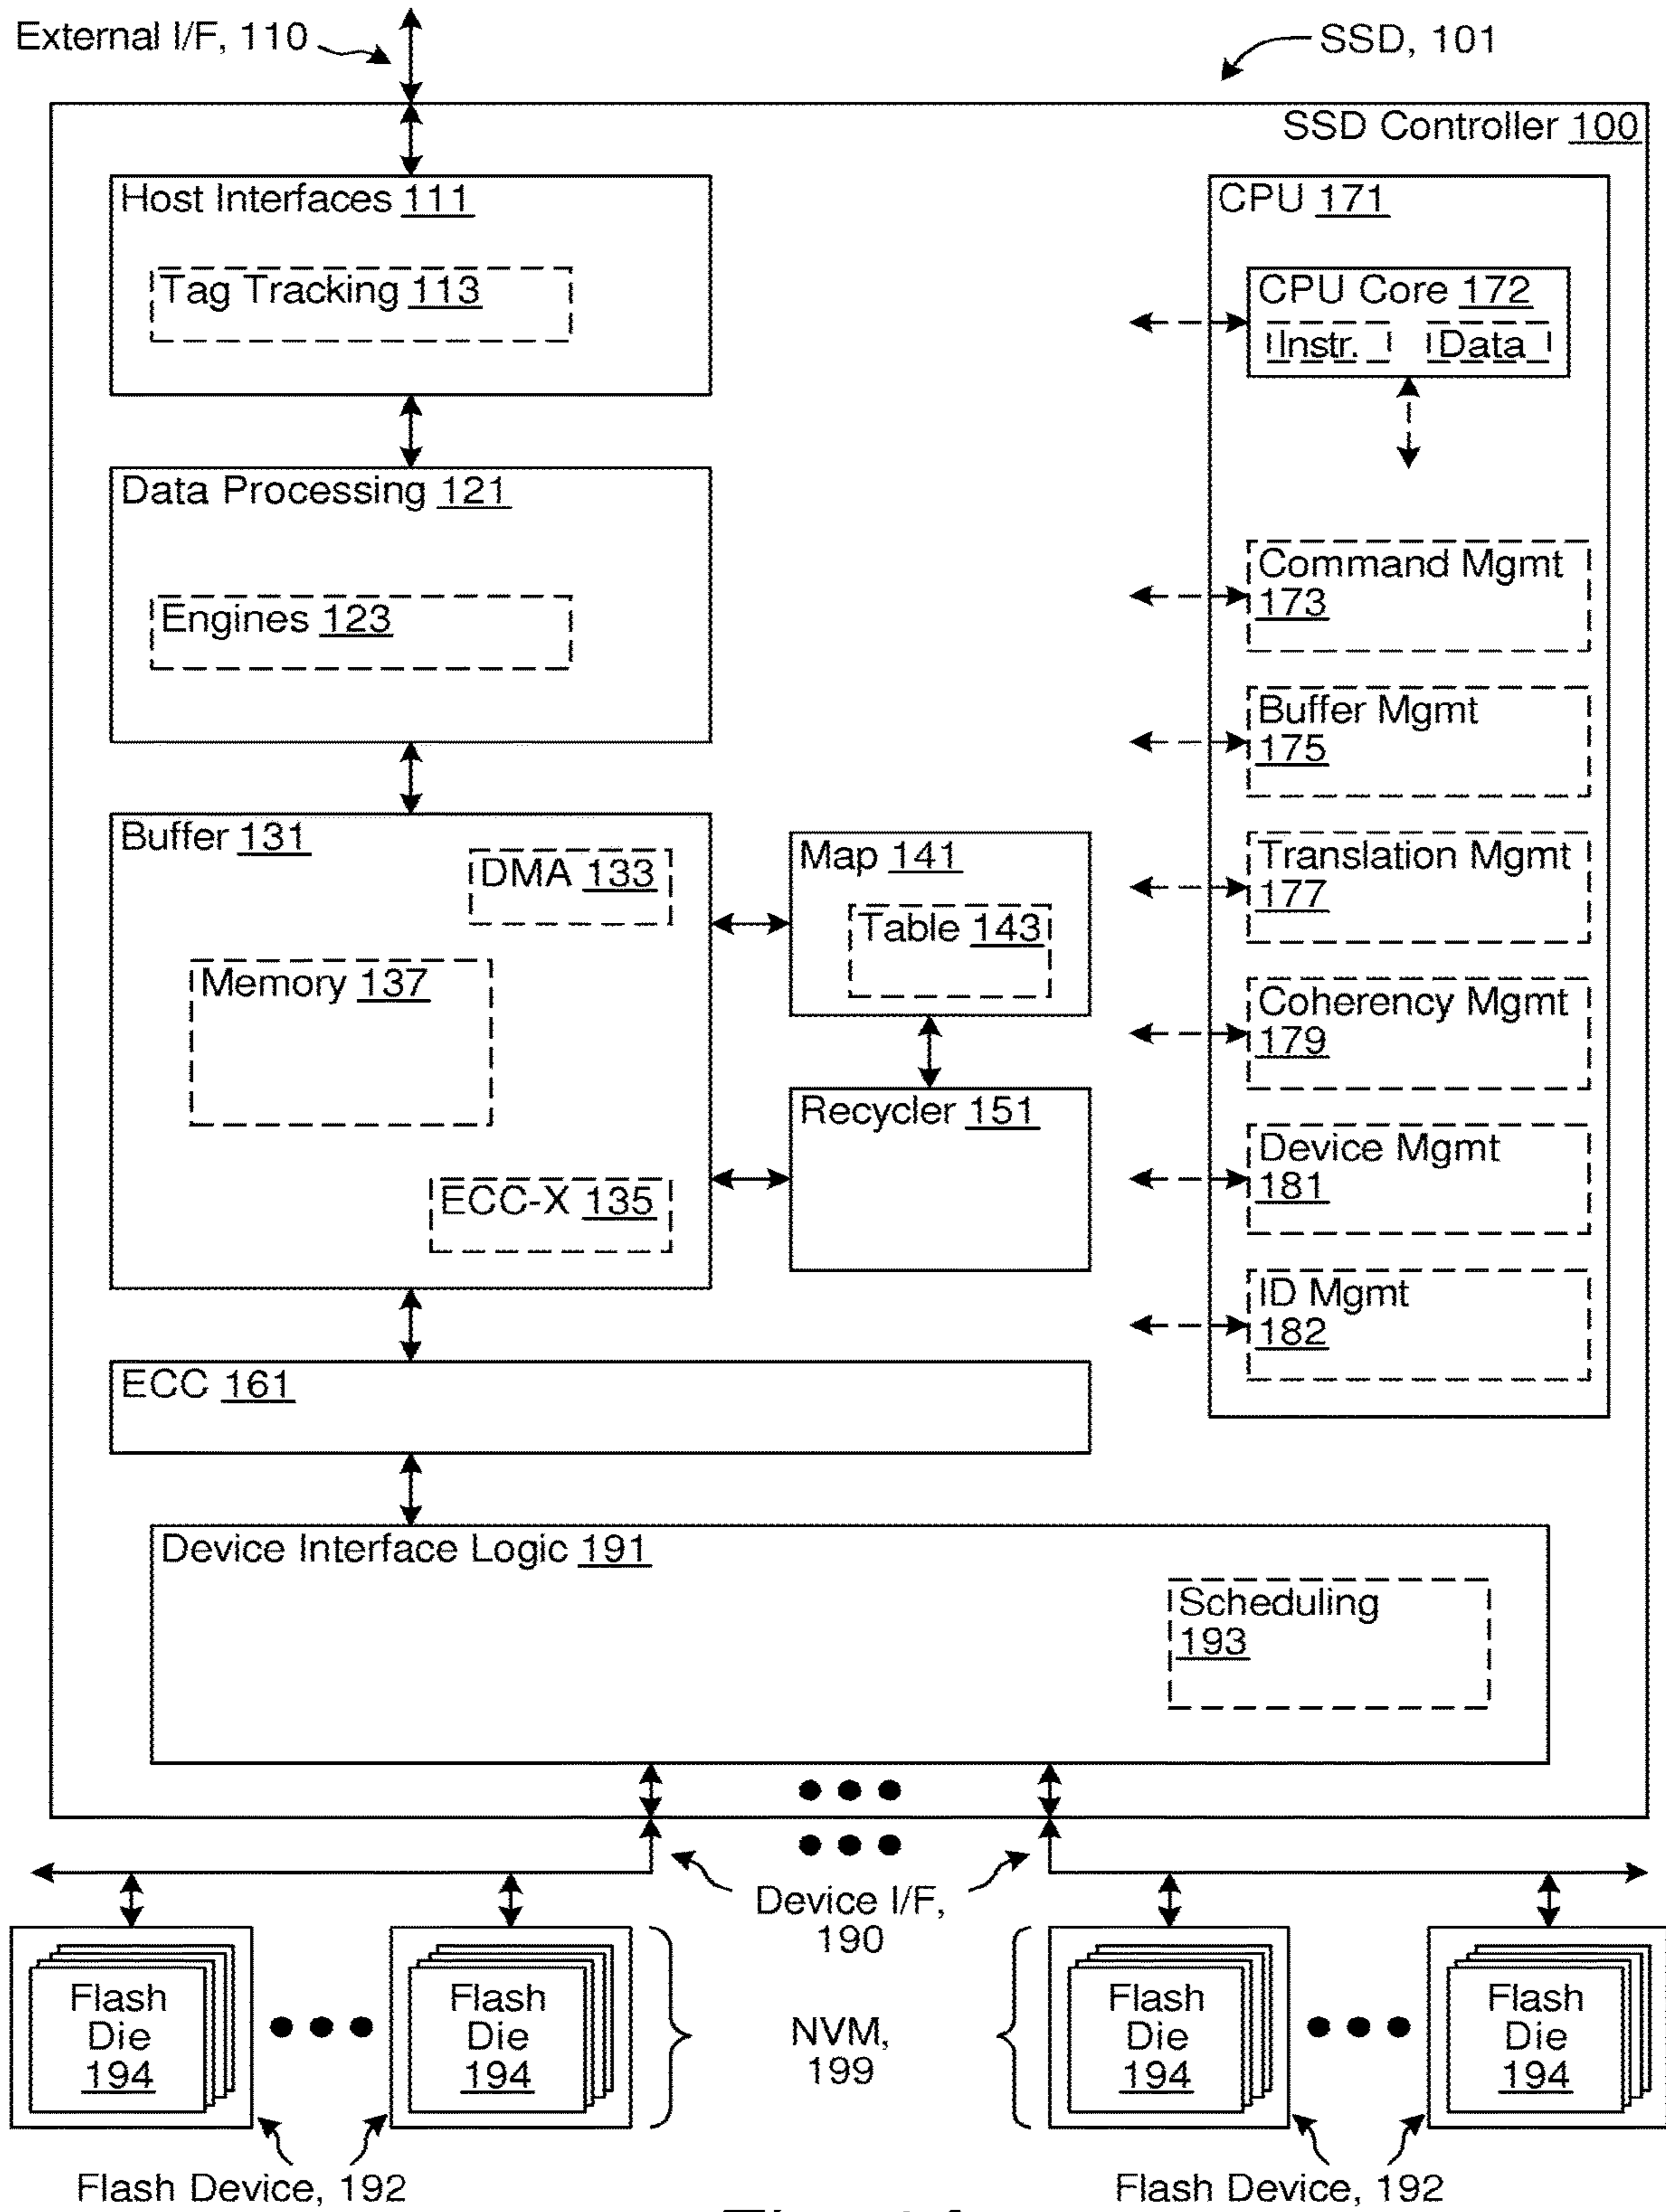 External I/F, 110
SSD, 101
SSD Controller 100
Host Interfaces 111
Tag Tracking 113
Data Processing 121
Engines 123
Buffer 131
DMA 133
Memory 137
ECC-X 135
Map 141
Table 143
Recycler 151
ECC 161
CPU 171
CPU Core 172
Instr.
Data
Command Mgmt
173
Buffer Mgmt
175
Translation Mgmt
177
Coherency Mgmt
179
Device Mgmt
181
ID Mgmt
182
Device Interface Logic 191
Scheduling
193
Device I/F,
190
Flash
Die
194
Flash
Die
194
NVM,
199
Flash
Die
194
Flash
Die
194
Flash Device, 192
Flash Device, 192